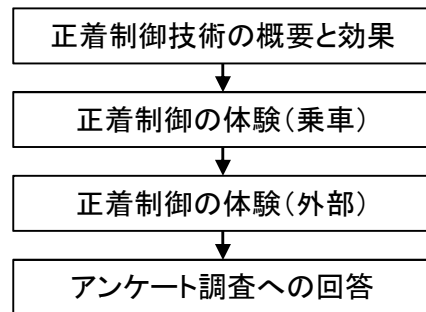 正着制御技術の概要と効果
正着制御の体験（乗車）
正着制御の体験（外部）
アンケート調査への回答